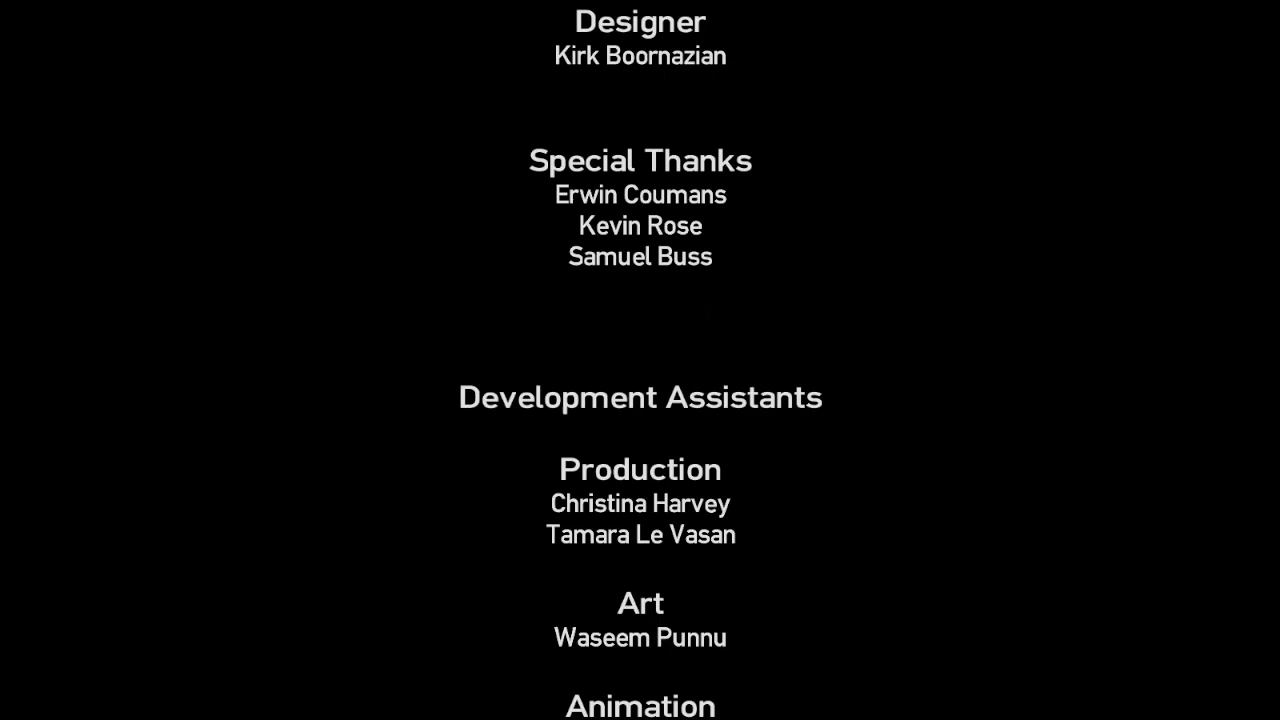 Designer
Kirk Boornazian
Special Thanks
Erwin Coumans
Kevin Rose
Samuel Buss
Development Assistants
Production
Christina Harvey
Tamara Le Vasan
Art
Waseem Punnu
Animation